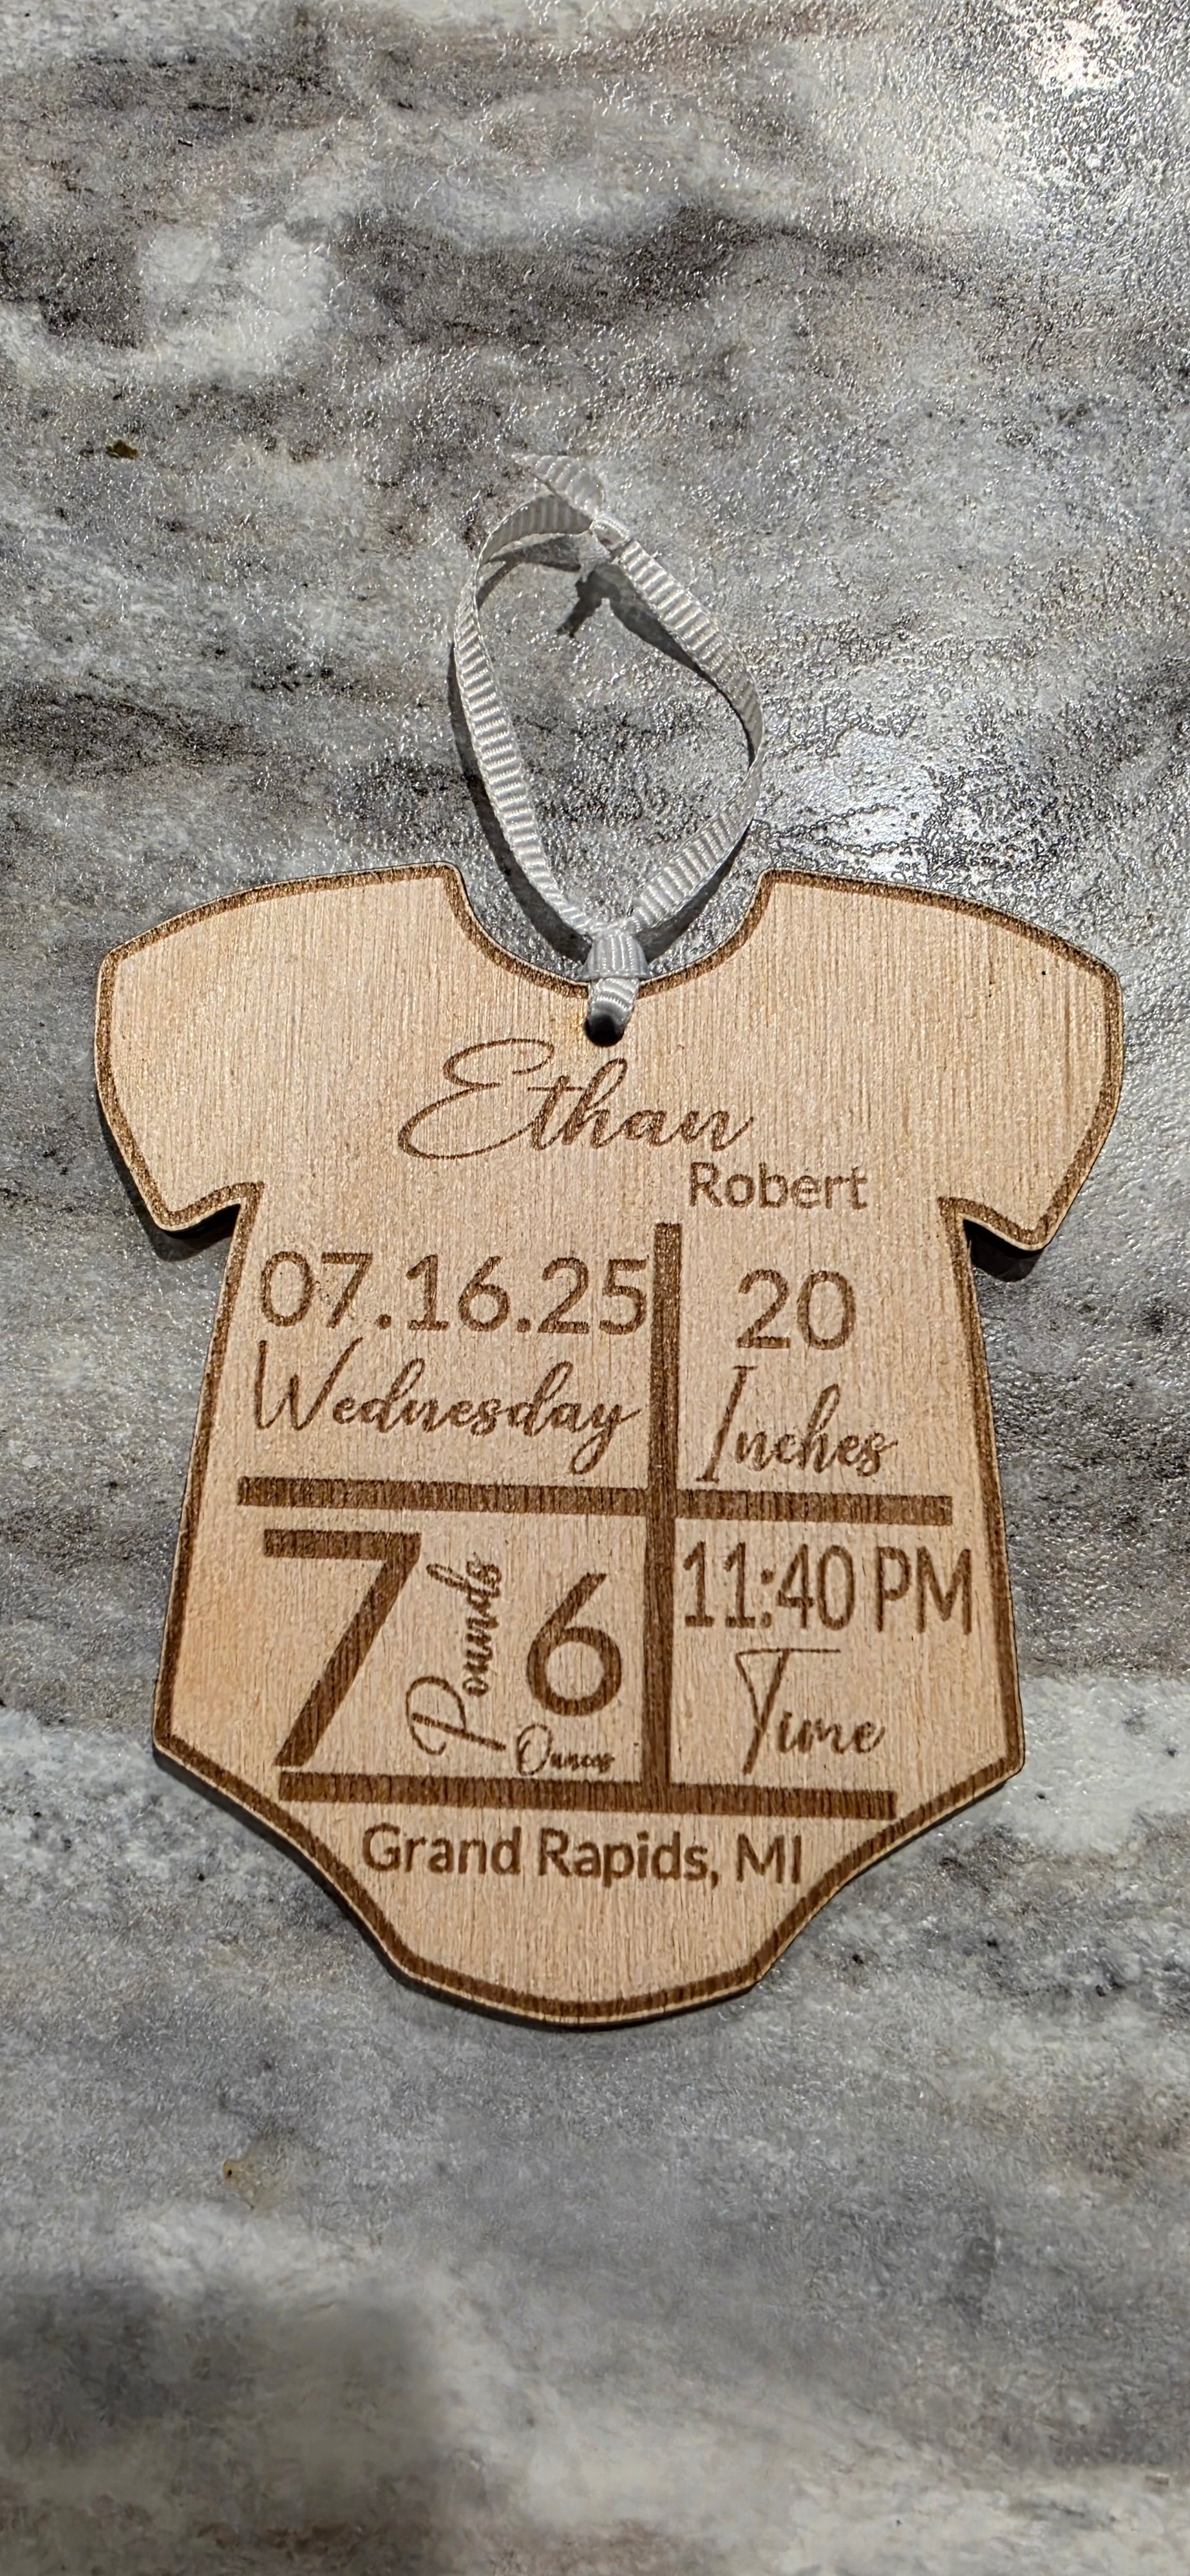 Ethan
Robert
07.16.25
Wednesday
20
Inches
7 Pounds 6
Ounces
11:40 PM
Time
Grand Rapids, MI